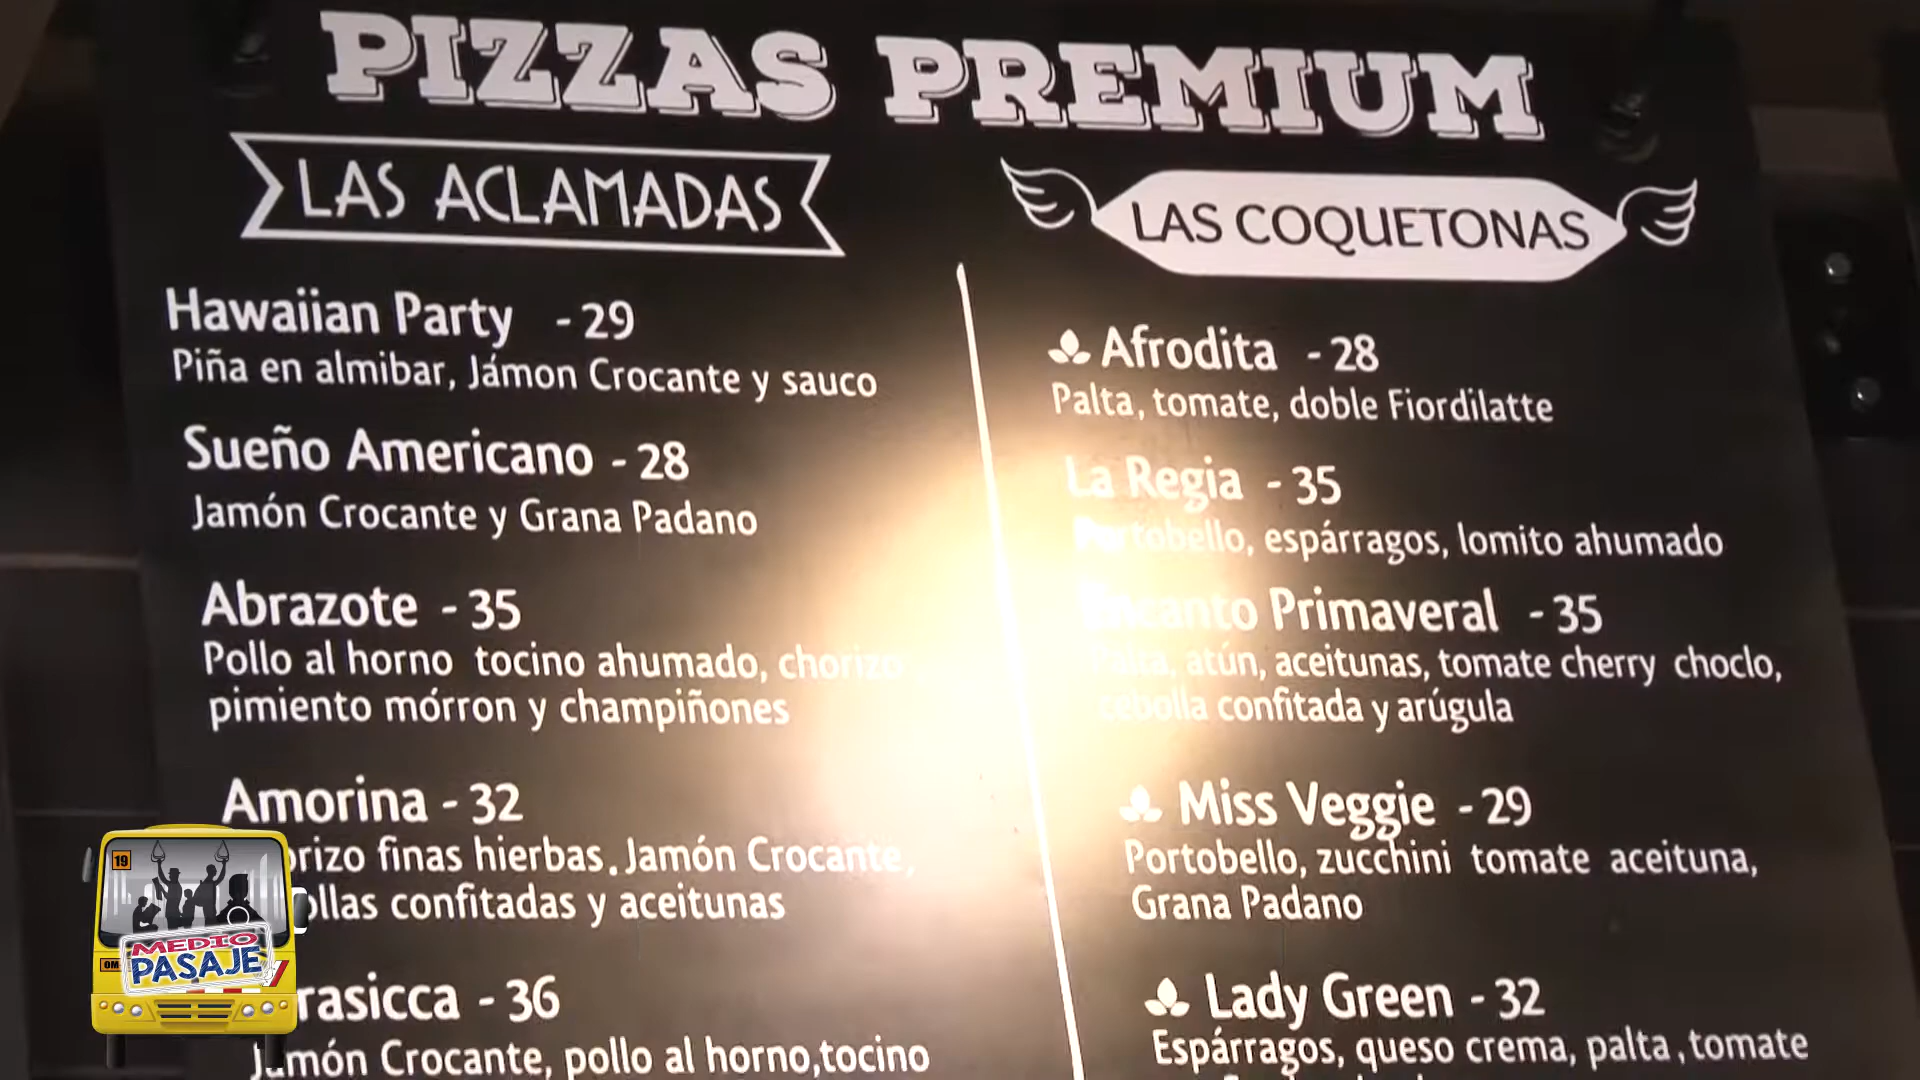 PIZZAS PREMIUM
LAS ACLAMADAS
Hawaiian Party - 29
Piña en almibar, Jámon Crocante y sauco
Sueño Americano - 28
Jamón Crocante y Grana Padano
Abrazote - 35
Pollo al horno tocino ahumado, chorizo,
pimiento mórron y champiñones
Amorina - 32
finas hierbas. Jamón Crocante,
confitadas y aceitunas
- 36
Jamón Crocante, pollo al horno,tocino
LAS COQUETONAS
Afrodita - 28
Palta, tomate, doble Fiordilatte
La Regia - 35
Portobello, espárragos, lomito ahumado
Encanto Primaveral - 35
Palta, atún, aceitunas, tomate cherry choclo,
cebolla confitada y arúgula
Miss Veggie - 29
Portobello, zucchini tomate aceituna,
Grana Padano
Lady Green - 32
Espárragos, queso crema, palta, tomate
19
MEDIO
PASAJE